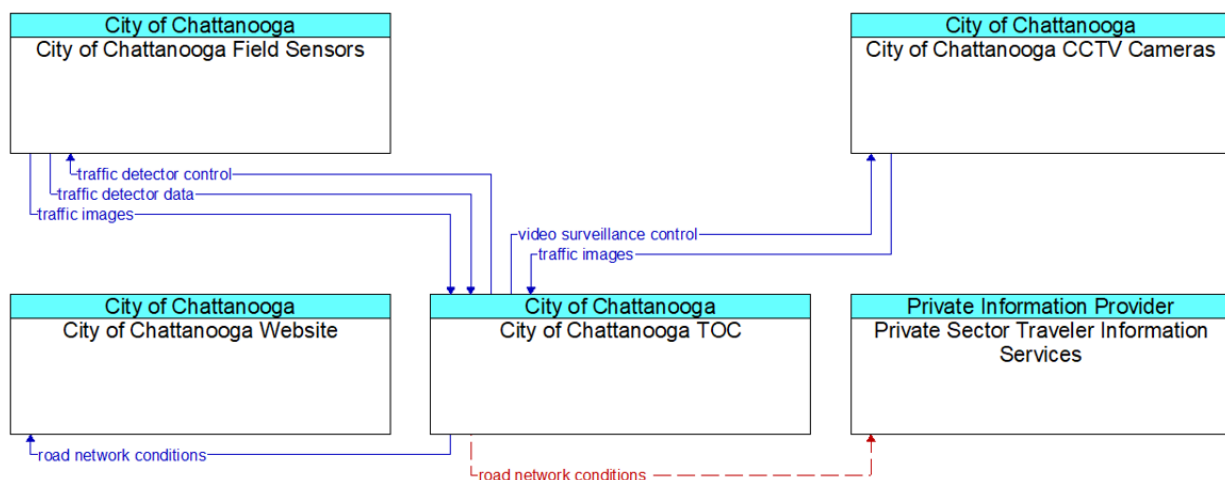 City of Chattanooga
City of Chattanooga Field Sensors
City of Chattanooga
City of Chattanooga CCTV Cameras
traffic detector control
traffic detector data
traffic images
video surveillance control
traffic images
City of Chattanooga
City of Chattanooga Website
City of Chattanooga
City of Chattanooga TOC
Private Information Provider
Private Sector Traveler Information
Services
road network conditions
road network conditions